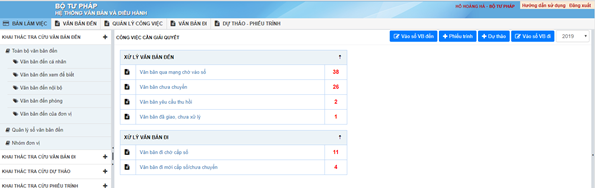 BỘ TƯ PHÁP
HỆ THỐNG VĂN BẢN VÀ ĐIỀU HÀNH
HỒ HOÀNG HÀ - BỘ TƯ PHÁP
Hướng dẫn sử dụng Đăng xuất
BÀN LÀM VIỆC VĂN BẢN ĐẾN QUẢN LÝ CÔNG VIỆC VĂN BẢN ĐI DỰ THẢO - PHIẾU TRÌNH
KHAI THÁC TRA CỨU VĂN BẢN ĐẾN +
Toàn bộ văn bản đến
Văn bản đến cá nhân
Văn bản đến xem để biết
Văn bản đến nội bộ
Văn bản đến phòng
Văn bản đến của đơn vị
Quản lý sổ văn bản đến
Nhóm đơn vị
KHAI THÁC TRA CỨU VĂN BẢN ĐI +
KHAI THÁC TRA CỨU DỰ THẢO +
KHAI THÁC TRA CỨU PHIẾU TRÌNH +
CÔNG VIỆC CẦN GIẢI QUYẾT
Vào sổ VB đến
+ Phiếu trình
+ Dự thảo
Vào sổ VB đi
2019
XỬ LÝ VĂN BẢN ĐẾN
Văn bản qua mạng chờ vào sổ 38
Văn bản chưa chuyển 26
Văn bản yêu cầu thu hồi 2
Văn bản đã giao, chưa xử lý 1
XỬ LÝ VĂN BẢN ĐI
Văn bản đi chờ cấp số 11
Văn bản đi mới cấp số/chưa chuyển 4